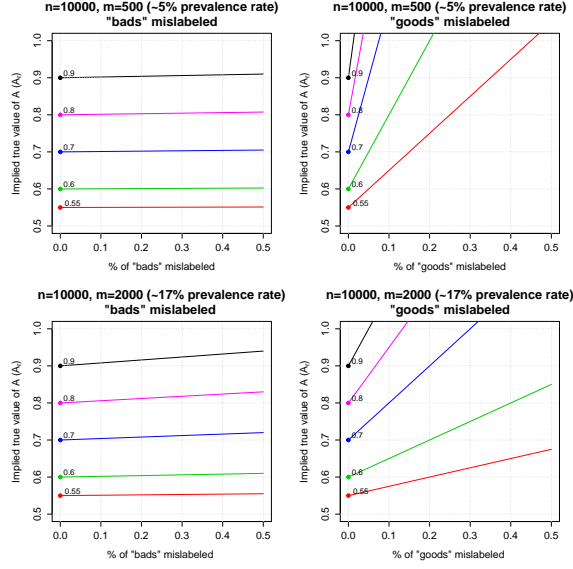 n=10000, m=500 (~5% prevalence rate)
"bads" mislabeled
Implied true value of A (Aᵧ)
1.0
0.9
0.8
0.7
0.6
0.5
0.9
0.8
0.7
0.6
0.55
0.0 0.1 0.2 0.3 0.4 0.5
% of "bads" mislabeled
n=10000, m=500 (~5% prevalence rate)
"goods" mislabeled
Implied true value of A (Aᵧ)
1.0
0.9
0.8
0.7
0.6
0.5
0.9
0.8
0.7
0.6
0.55
0.0 0.1 0.2 0.3 0.4 0.5
% of "goods" mislabeled
n=10000, m=2000 (~17% prevalence rate)
"bads" mislabeled
Implied true value of A (Aᵧ)
1.0
0.9
0.8
0.7
0.6
0.5
0.9
0.8
0.7
0.6
0.55
0.0 0.1 0.2 0.3 0.4 0.5
% of "bads" mislabeled
n=10000, m=2000 (~17% prevalence rate)
"goods" mislabeled
Implied true value of A (Aᵧ)
1.0
0.9
0.8
0.7
0.6
0.5
0.9
0.8
0.7
0.6
0.55
0.0 0.1 0.2 0.3 0.4 0.5
% of "goods" mislabeled